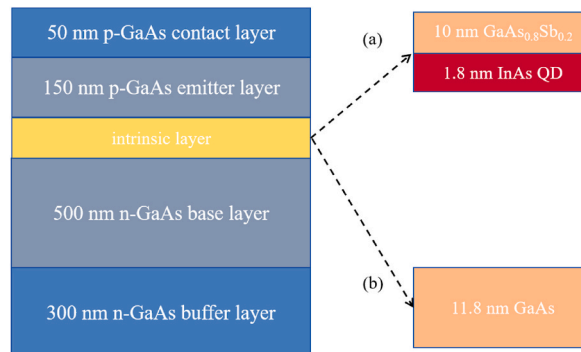 50 nm p-GaAs contact layer
150 nm p-GaAs emitter layer
intrinsic layer
500 nm n-GaAs base layer
300 nm n-GaAs buffer layer
(a)
10 nm GaAs₀.₈Sb₀.₂
1.8 nm InAs QD
(b)
11.8 nm GaAs